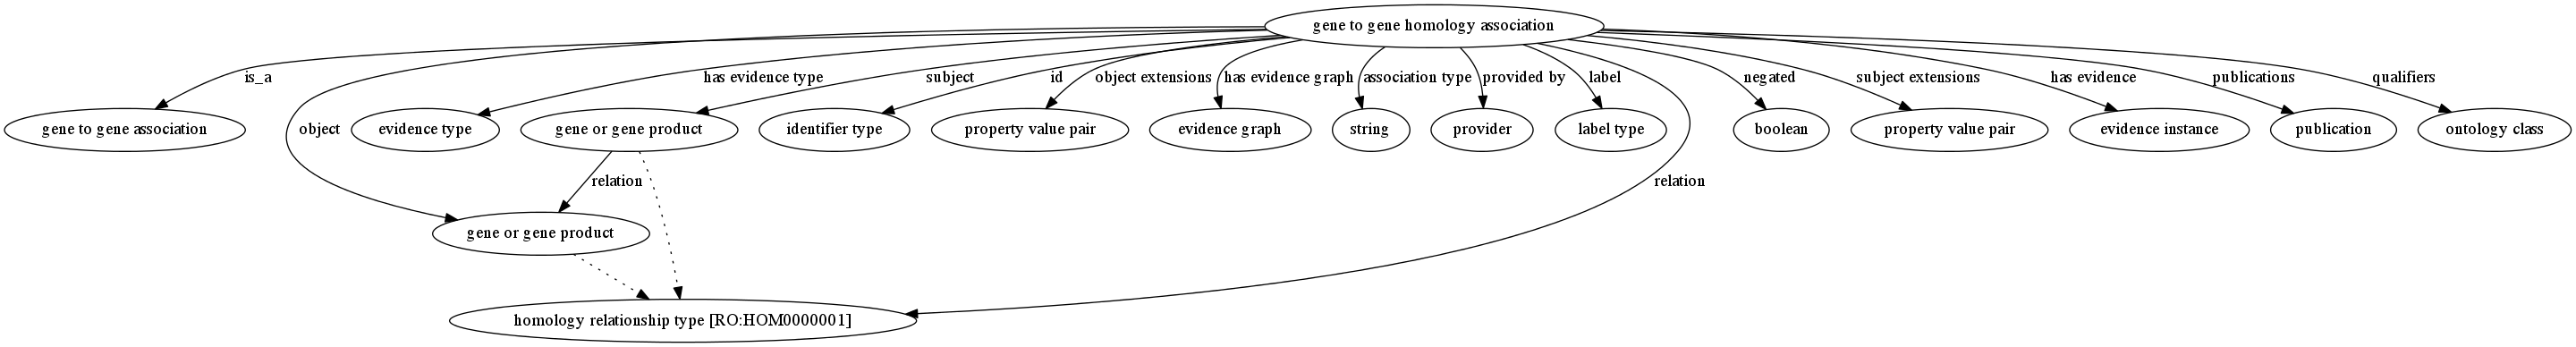 gene to gene homology association
is_a
has evidence type
subject
id
object extensions
has evidence graph
association type
provided by
label
negated
subject extensions
has evidence
publications
qualifiers
gene to gene association
object
evidence type
gene or gene product
identifier type
property value pair
evidence graph
string
provider
label type
boolean
property value pair
evidence instance
publication
ontology class
relation
relation
gene or gene product
homology relationship type [RO:HOM0000001]